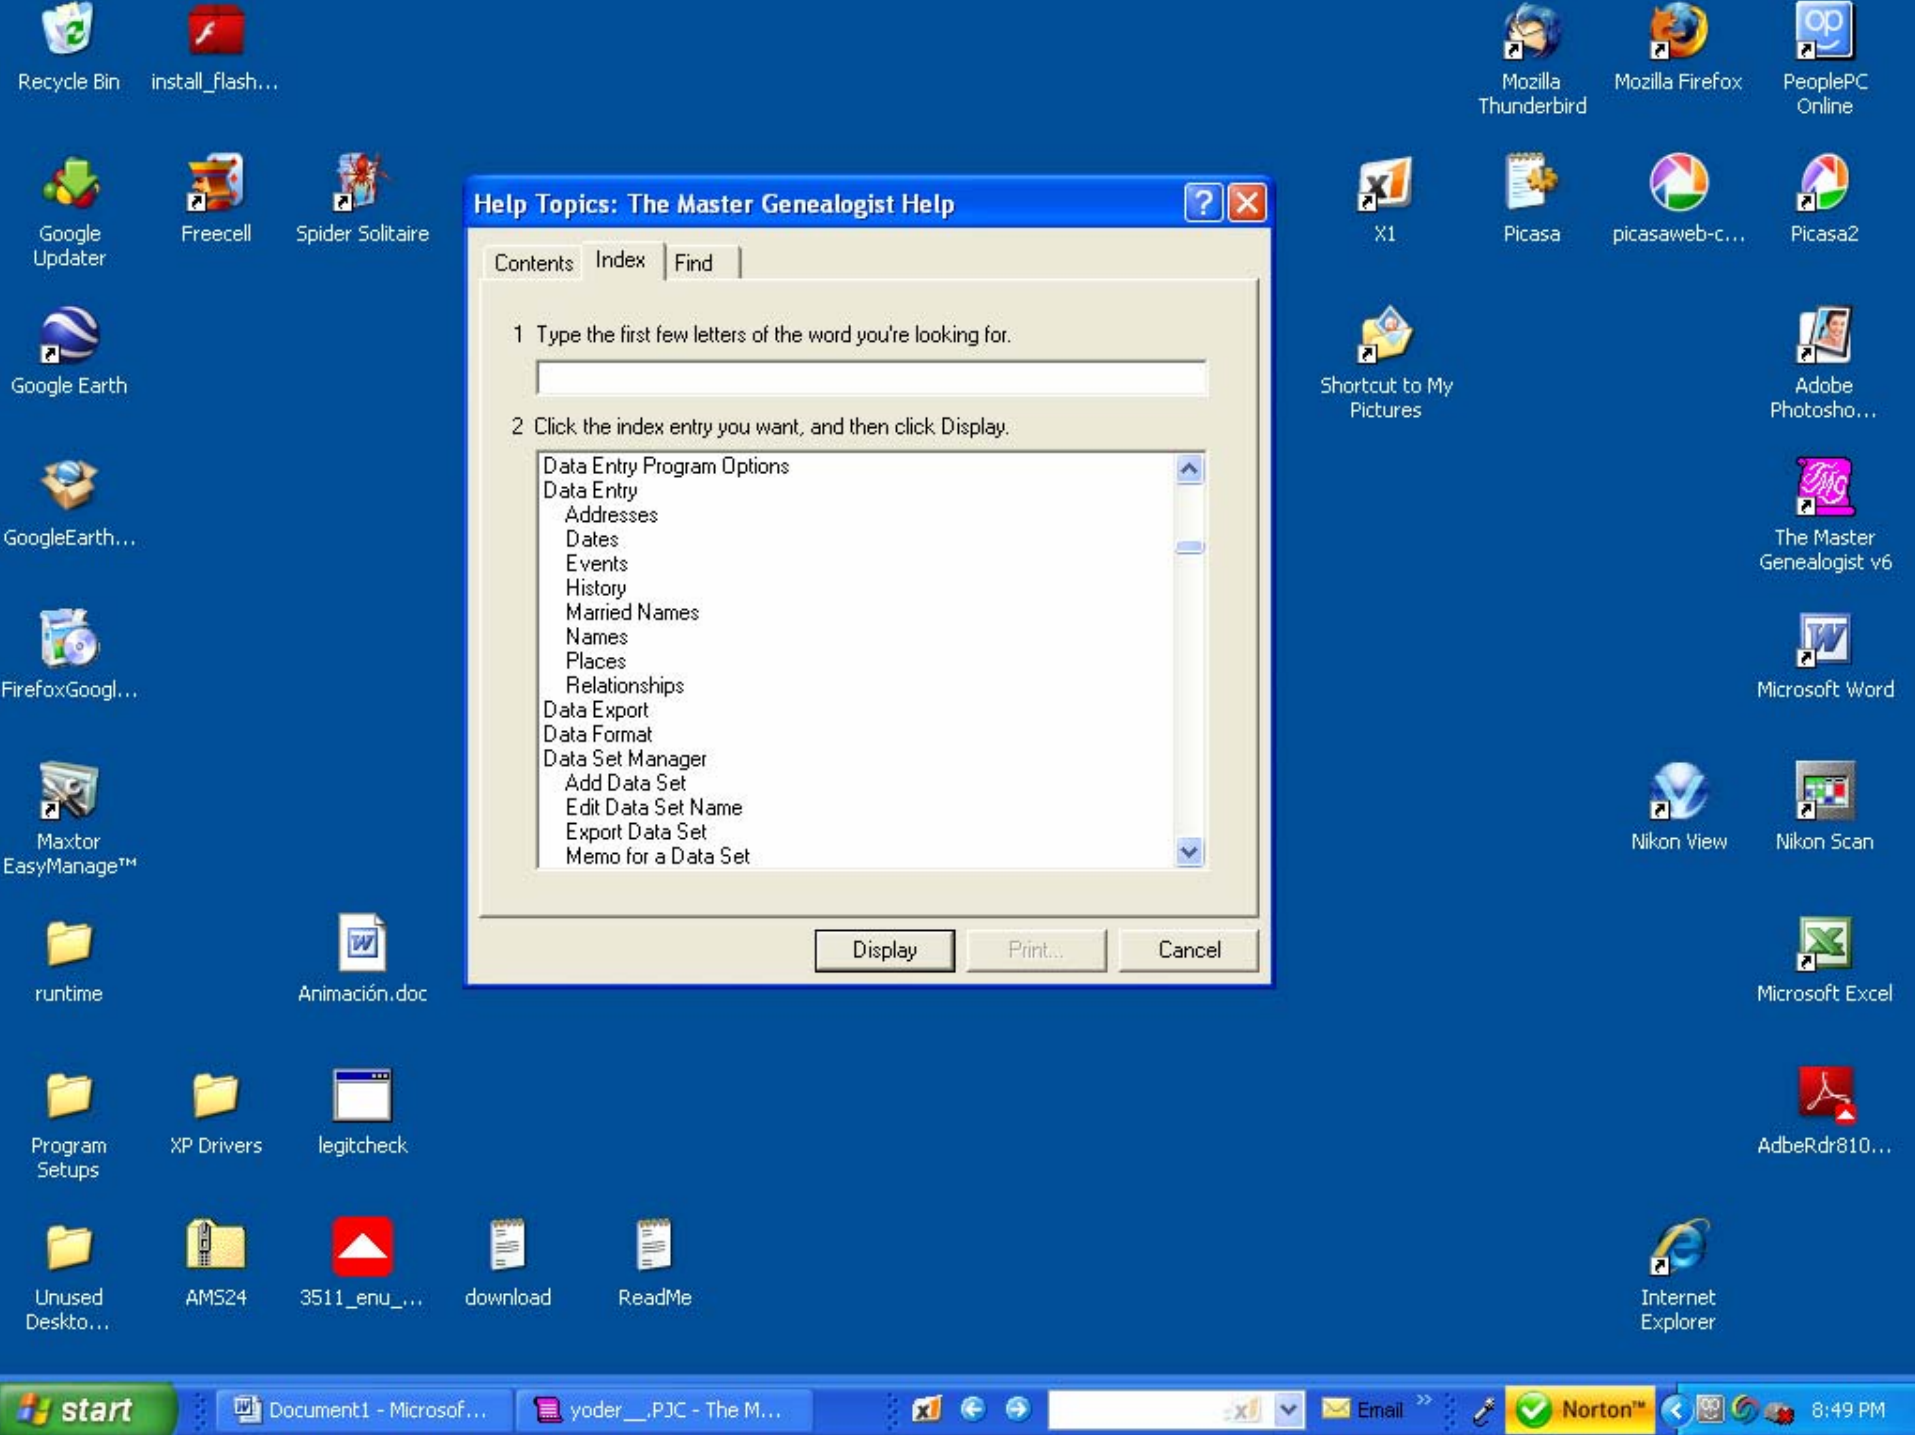 Recycle Bin
install_flash...
Mozilla
Thunderbird
Mozilla Firefox
op
PeoplePC
Online
Google
Updater
Freecell
Spider Solitaire
x1
X1
Picasa
picasaweb-c...
Picasa2
Help Topics: The Master Genealogist Help
Contents
Index
Find
1 Type the first few letters of the word you're looking for.
2 Click the index entry you want, and then click Display.
Data Entry Program Options
Data Entry
Addresses
Dates
Events
History
Married Names
Names
Places
Relationships
Data Export
Data Format
Data Set Manager
Add Data Set
Edit Data Set Name
Export Data Set
Memo for a Data Set
Display
Print...
Cancel
Google Earth
Shortcut to My
Pictures
Adobe
Photosho...
GoogleEarth...
TMG
The Master
Genealogist v6
FirefoxGoogl...
W
Microsoft Word
Maxtor
EasyManage™
Nikon View
Nikon Scan
runtime
W
Animación.doc
Microsoft Excel
Program
Setups
XP Drivers
legitcheck
AdbeRdr810...
Unused
Deskto...
AMS24
3511_enu_...
download
ReadMe
Internet
Explorer
start
Document1 - Microsof...
yoder__.PJC - The M...
x1
x1
Email
»
Norton™
8:49 PM